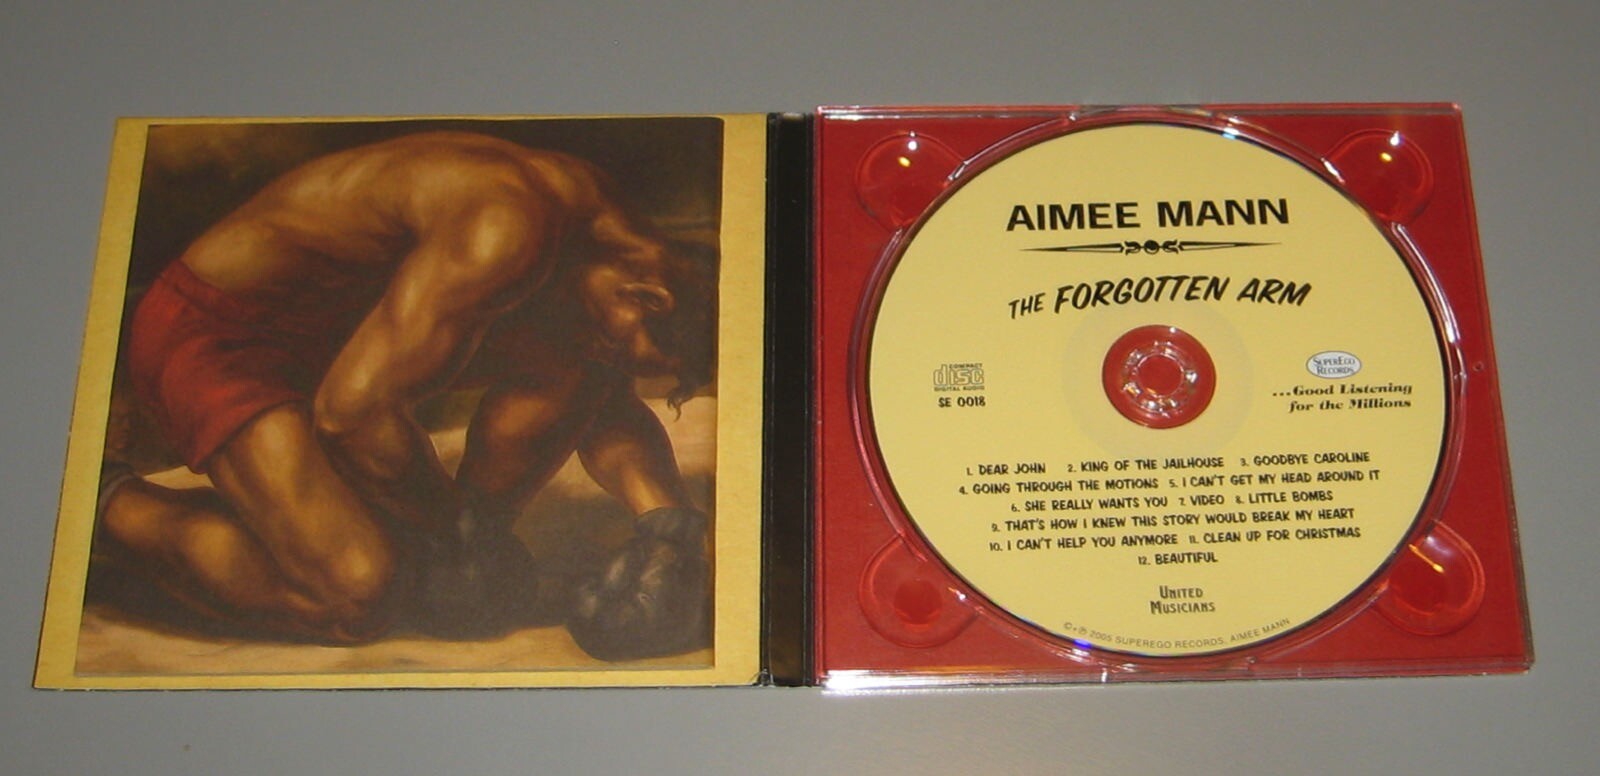 AIMEE MANN
THE FORGOTTEN ARM
COMPACT
disc
DIGITAL AUDIO
SE 0018
SUPEREGO
RECORDS
...Good Listening
for the Millions
1. DEAR JOHN 2. KING OF THE JAILHOUSE 3. GOODBYE CAROLINE
4. GOING THROUGH THE MOTIONS 5. I CAN'T GET MY HEAD AROUND IT
6. SHE REALLY WANTS YOU 7. VIDEO 8. LITTLE BOMBS
9. THAT'S HOW I KNEW THIS STORY WOULD BREAK MY HEART
10. I CAN'T HELP YOU ANYMORE 11. CLEAN UP FOR CHRISTMAS
12. BEAUTIFUL
UNITED
MUSICIANS
©+℗ 2005 SUPEREGO RECORDS, AIMEE MANN